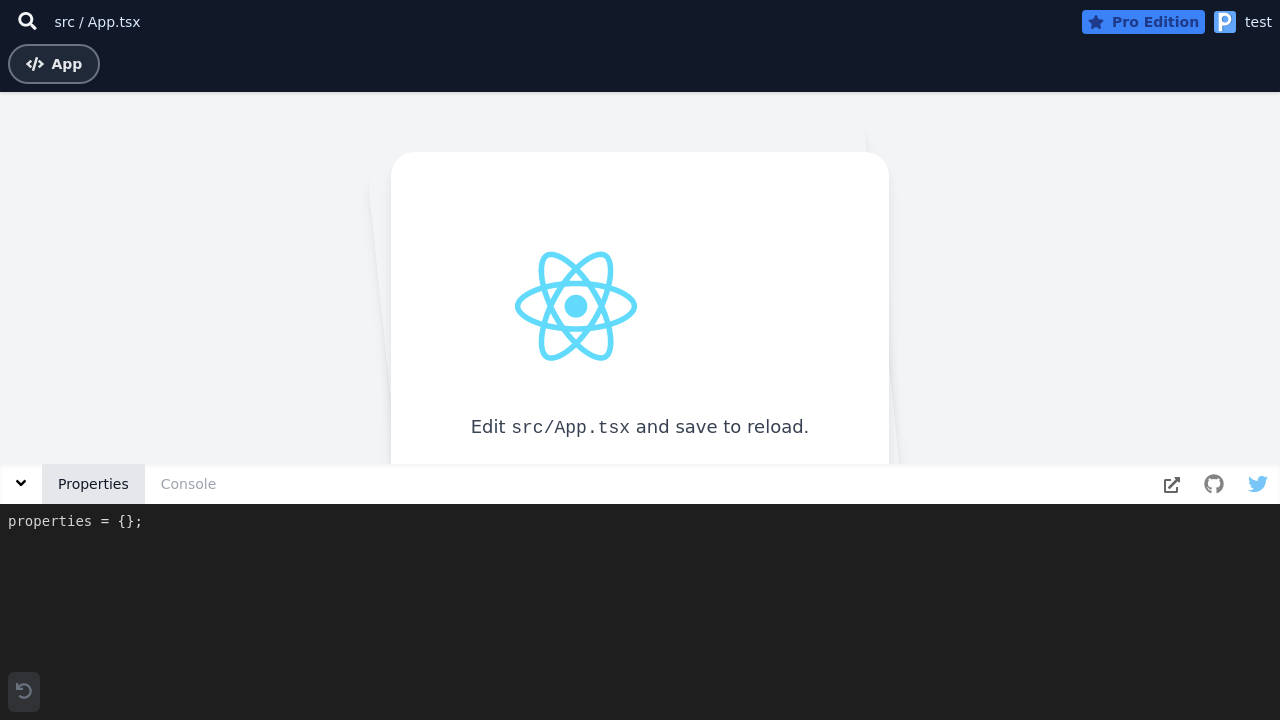 src / App.tsx
Pro Edition
test
App
Edit src/App.tsx and save to reload.
Properties
Console
properties = {};